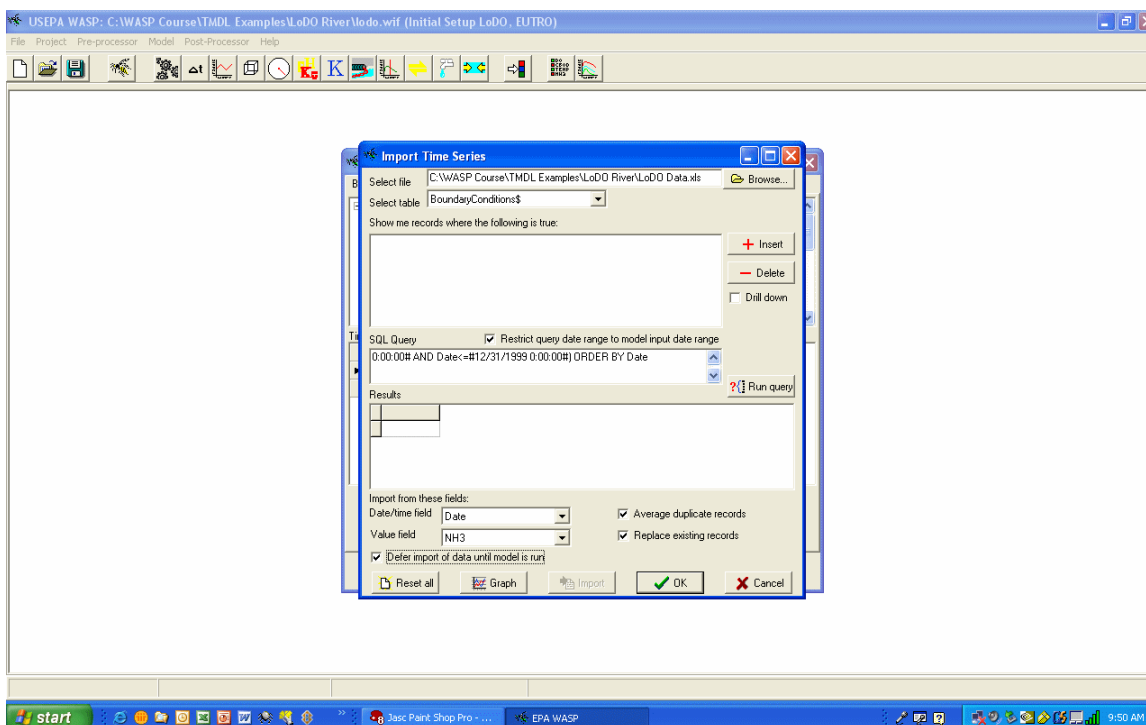 USEPA WASP: C:\WASP Course\TMDL Examples\LoDO River\lodo.wif (Initial Setup LoDO, EUTRO)
File Project Pre-processor Model Post-Processor Help
Δt K
Import Time Series
Select file C:\WASP Course\TMDL Examples\LoDO River\LoDO Data.xls Browse...
Select table BoundaryConditions$
Show me records where the following is true:
Insert
Delete
Drill down
SQL Query Restrict query date range to model input date range
0:00:00# AND Date<=#12/31/1999 0:00:00#) ORDER BY Date
?{} Run query
Results
Import from these fields:
Date/time field Date Average duplicate records
Value field NH3 Replace existing records
Defer import of data until model is run
Reset all Graph Import OK Cancel
start Jasc Paint Shop Pro - ... EPA WASP 9:50 AM